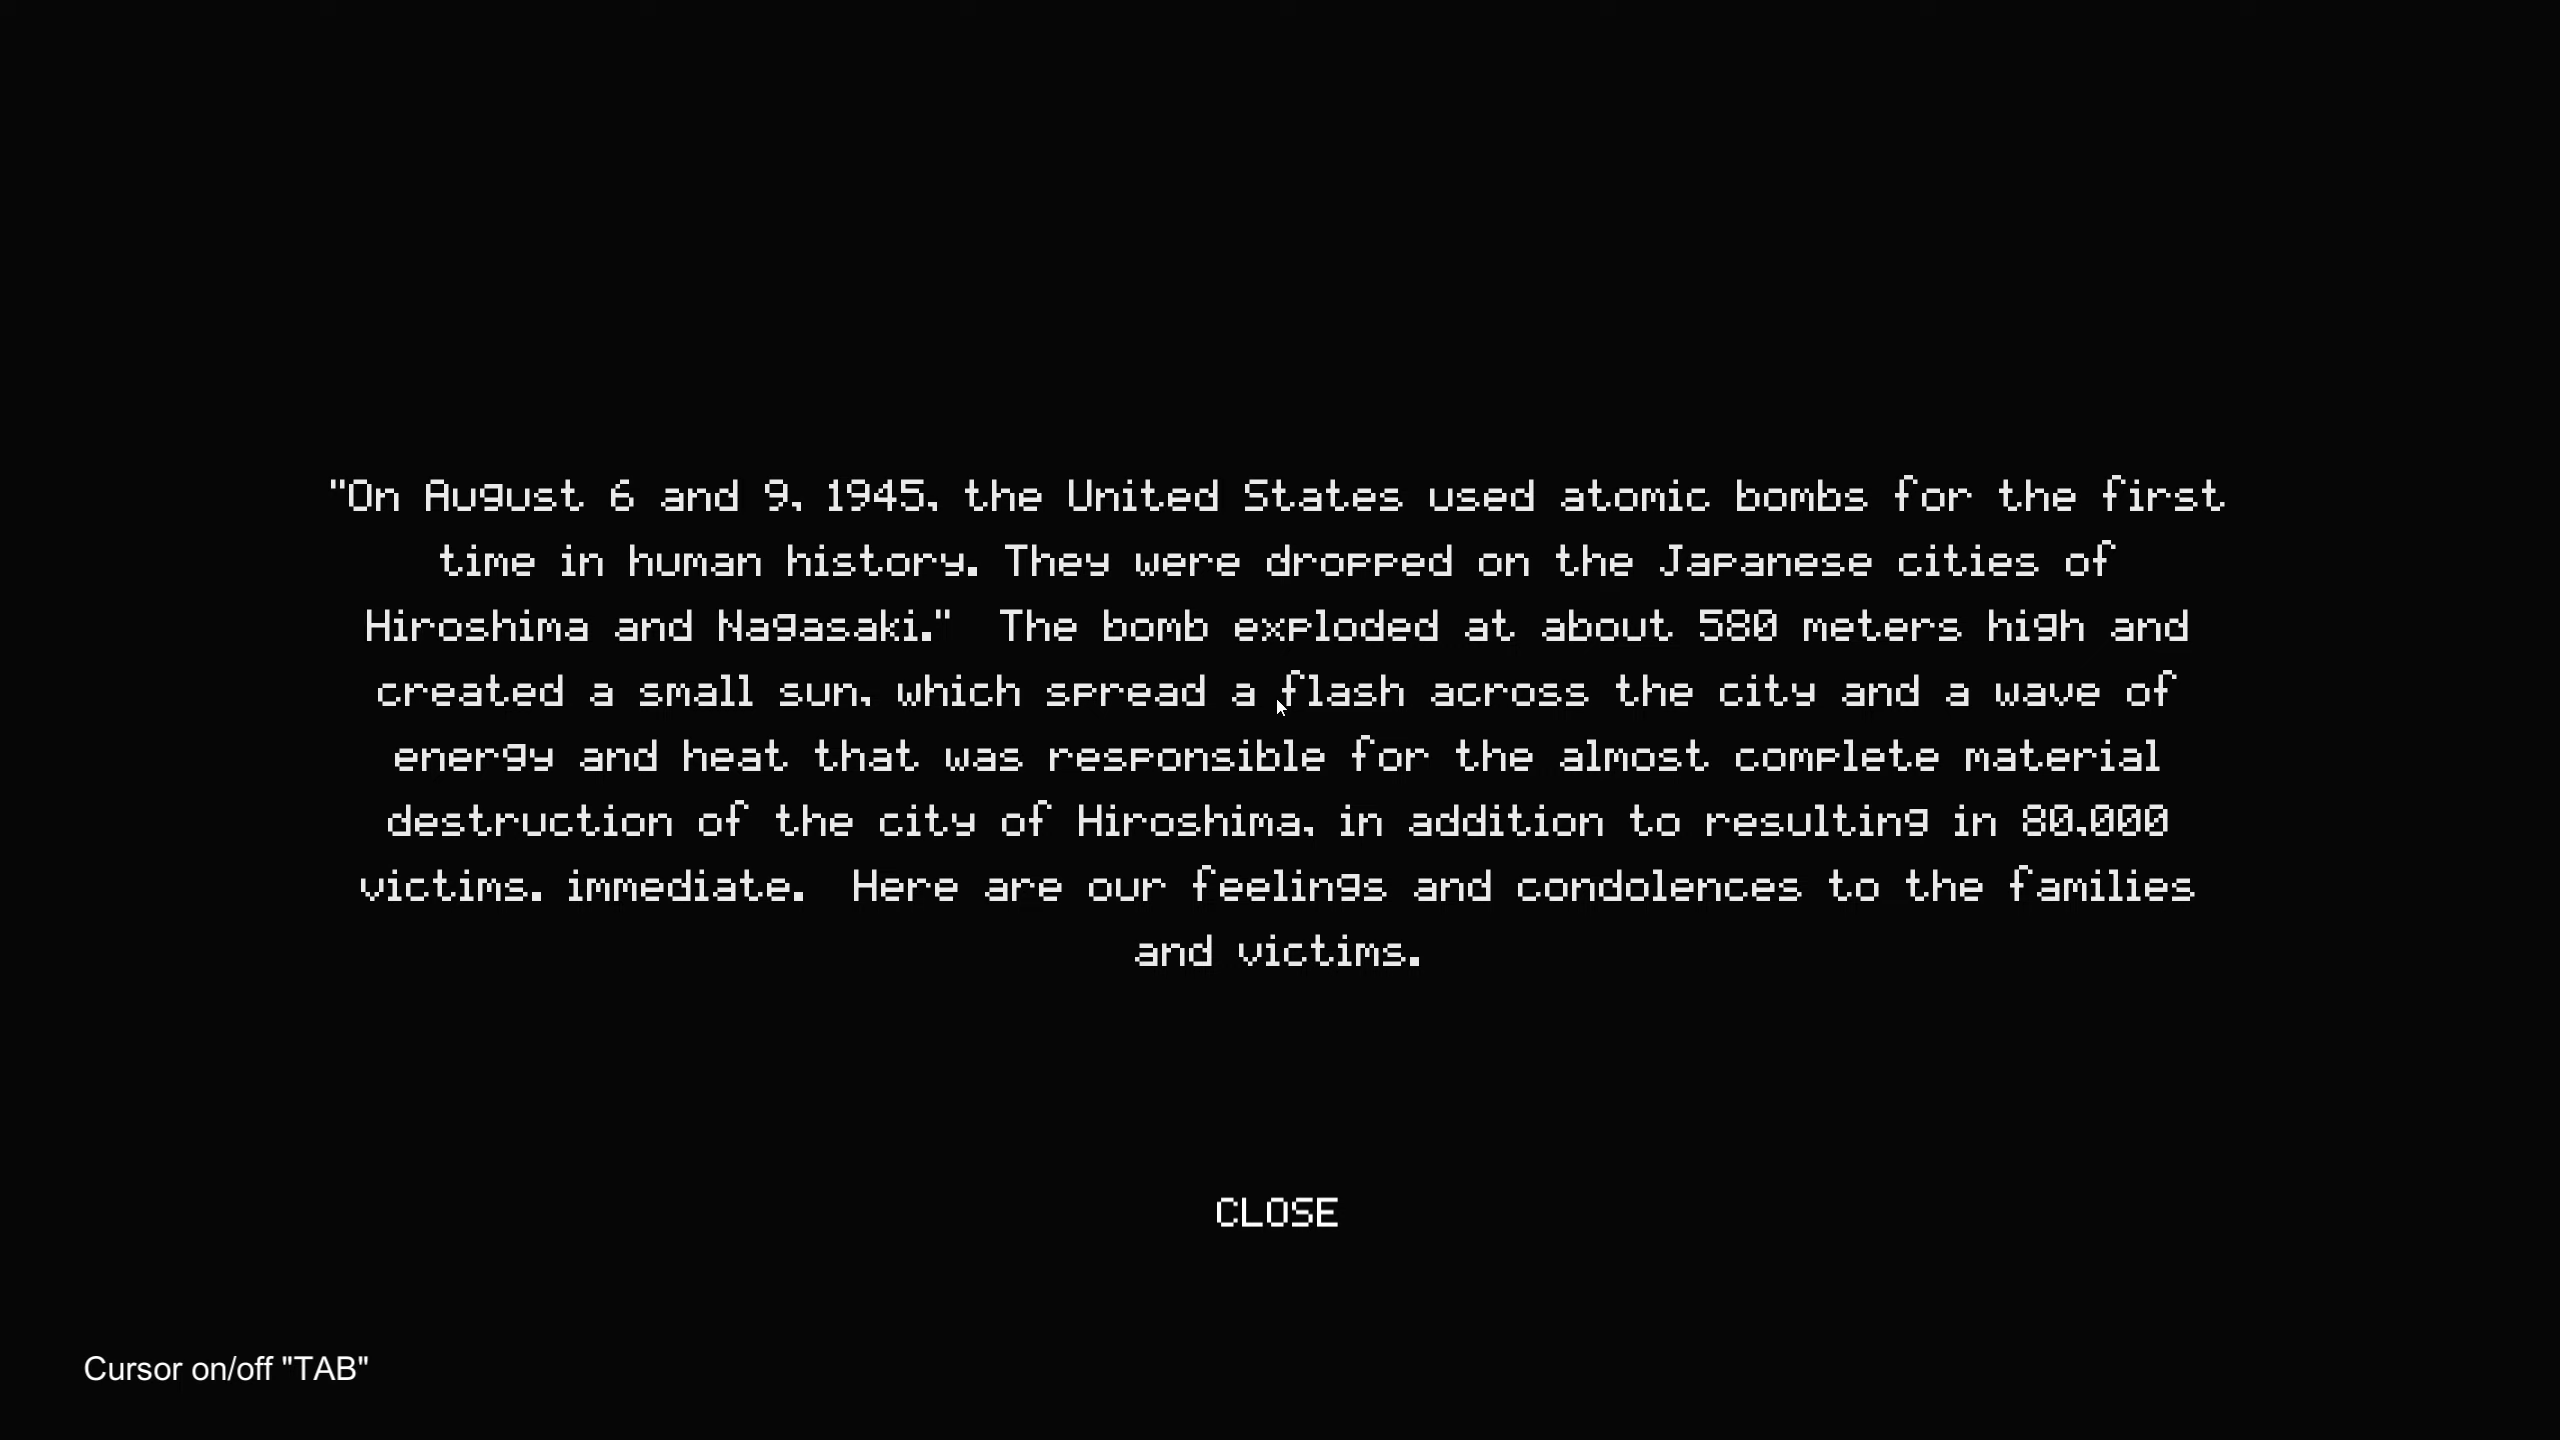 "On August 6 and 9, 1945, the United States used atomic bombs for the first
time in human history. They were dropped on the Japanese cities of
Hiroshima and Nagasaki."  The bomb exploded at about 580 meters high and
created a small sun, which spread a flash across the city and a wave of
energy and heat that was responsible for the almost complete material
destruction of the city of Hiroshima, in addition to resulting in 80,000
victims. immediate.  Here are our feelings and condolences to the families
and victims.
CLOSE
Cursor on/off "TAB"